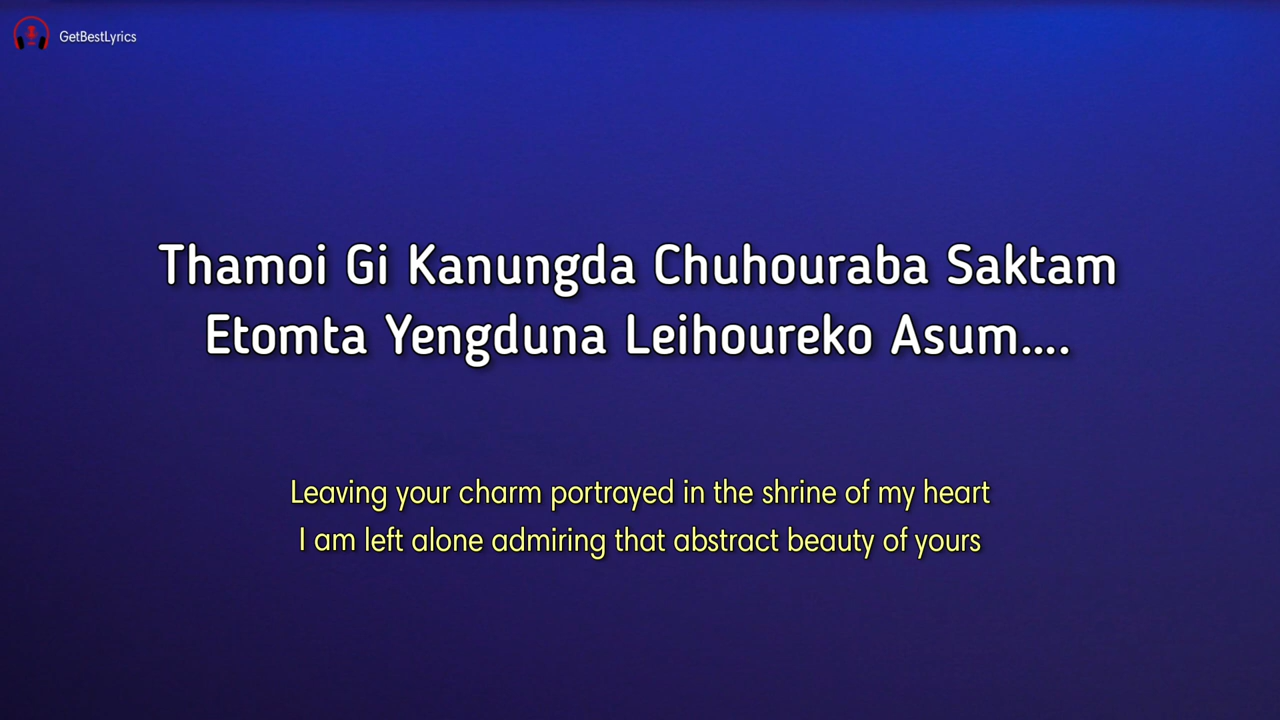 GetBestLyrics
Thamoi Gi Kanungda Chuhouraba Saktam
Etomta Yengduna Leihoureko Asum....
Leaving your charm portrayed in the shrine of my heart
I am left alone admiring that abstract beauty of yours